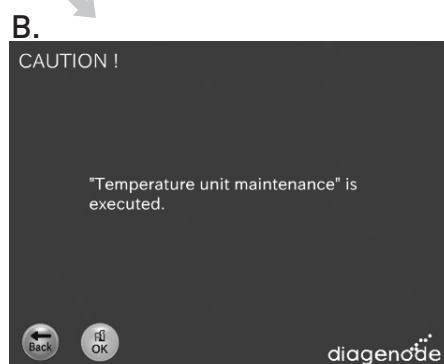 B.
CAUTION !
"Temperature unit maintenance" is
executed.
Back
OK
diagenode